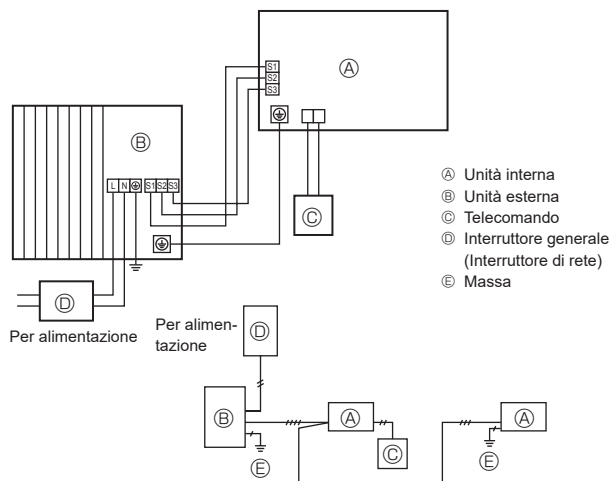 S1
S2
S3
Ⓐ
Ⓑ
L N S1 S2 S3
Ⓒ
Ⓓ
Per alimentazione
Ⓐ Unità interna
Ⓑ Unità esterna
Ⓒ Telecomando
Ⓓ Interruttore generale
(Interruttore di rete)
Ⓔ Massa
Per alimen-
tazione
Ⓓ
Ⓑ
Ⓔ
Ⓐ
Ⓒ
Ⓐ
Ⓔ